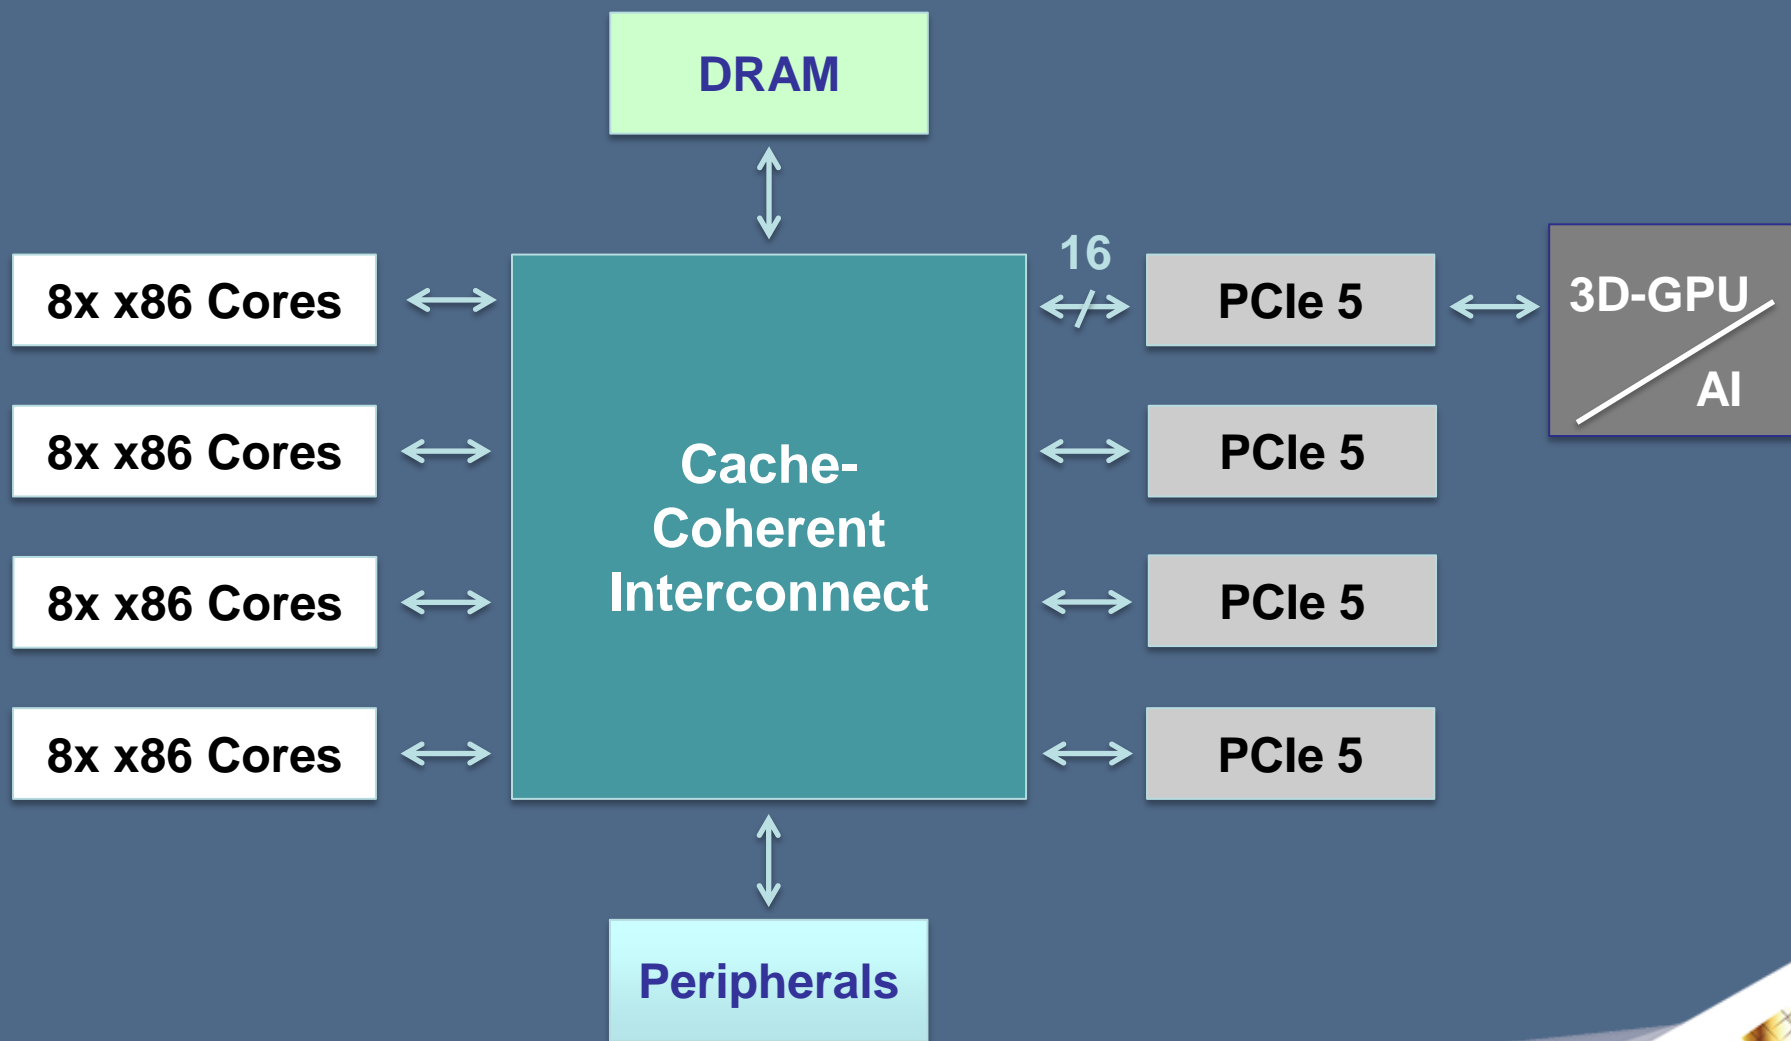 DRAM
16
8x x86 Cores
PCIe 5
3D-GPU
AI
8x x86 Cores
PCIe 5
Cache-
Coherent
Interconnect
8x x86 Cores
PCIe 5
8x x86 Cores
PCIe 5
Peripherals